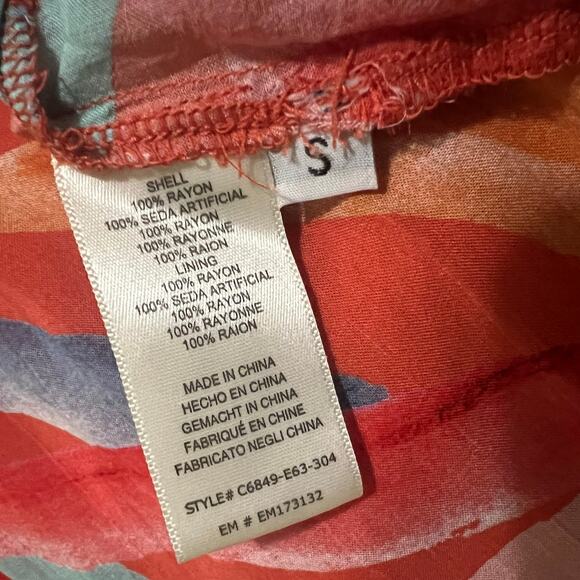 S
SHELL
100% RAYON
100% SEDA ARTIFICIAL
100% RAYON
100% RAYONNE
100% RAION
LINING
100% RAYON
100% SEDA ARTIFICIAL
100% RAYON
100% RAYONNE
100% RAION
MADE IN CHINA
HECHO EN CHINA
GEMACHT IN CHINA
FABRIQUÉ EN CHINE
FABRICATO NEGLI CHINA
STYLE# C6849-E63-304
EM # EM173132